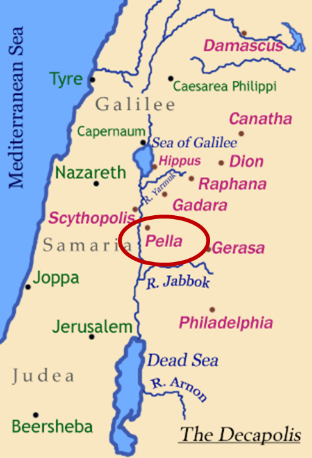 Mediterranean Sea
Damascus
Tyre
Caesarea Philippi
Galilee
Canatha
Capernaum
Sea of Galilee
Hippus
Dion
Nazareth
Raphana
R. Yarmuk
Gadara
Scythopolis
Pella
Samaria
Gerasa
Joppa
R. Jabbok
Jerusalem
Philadelphia
Dead Sea
Judea
R. Arnon
Beersheba
The Decapolis